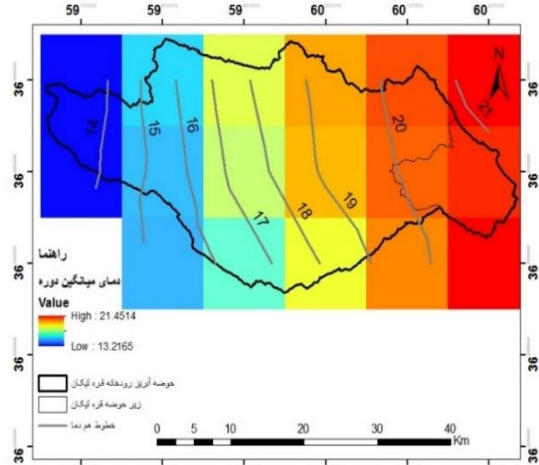 59 59 59 60 60 60
36
36
36
36
36
N
14
15
16
17
18
19
20
21
راهنما
دمای میانگین دوره
Value
High : 21.4514
Low : 13.2165
حوضه آبریز رودخانه قره تیکان
زیر حوضه قره تیکان
خطوط هم دما
0 5 10 20 30 40
Km